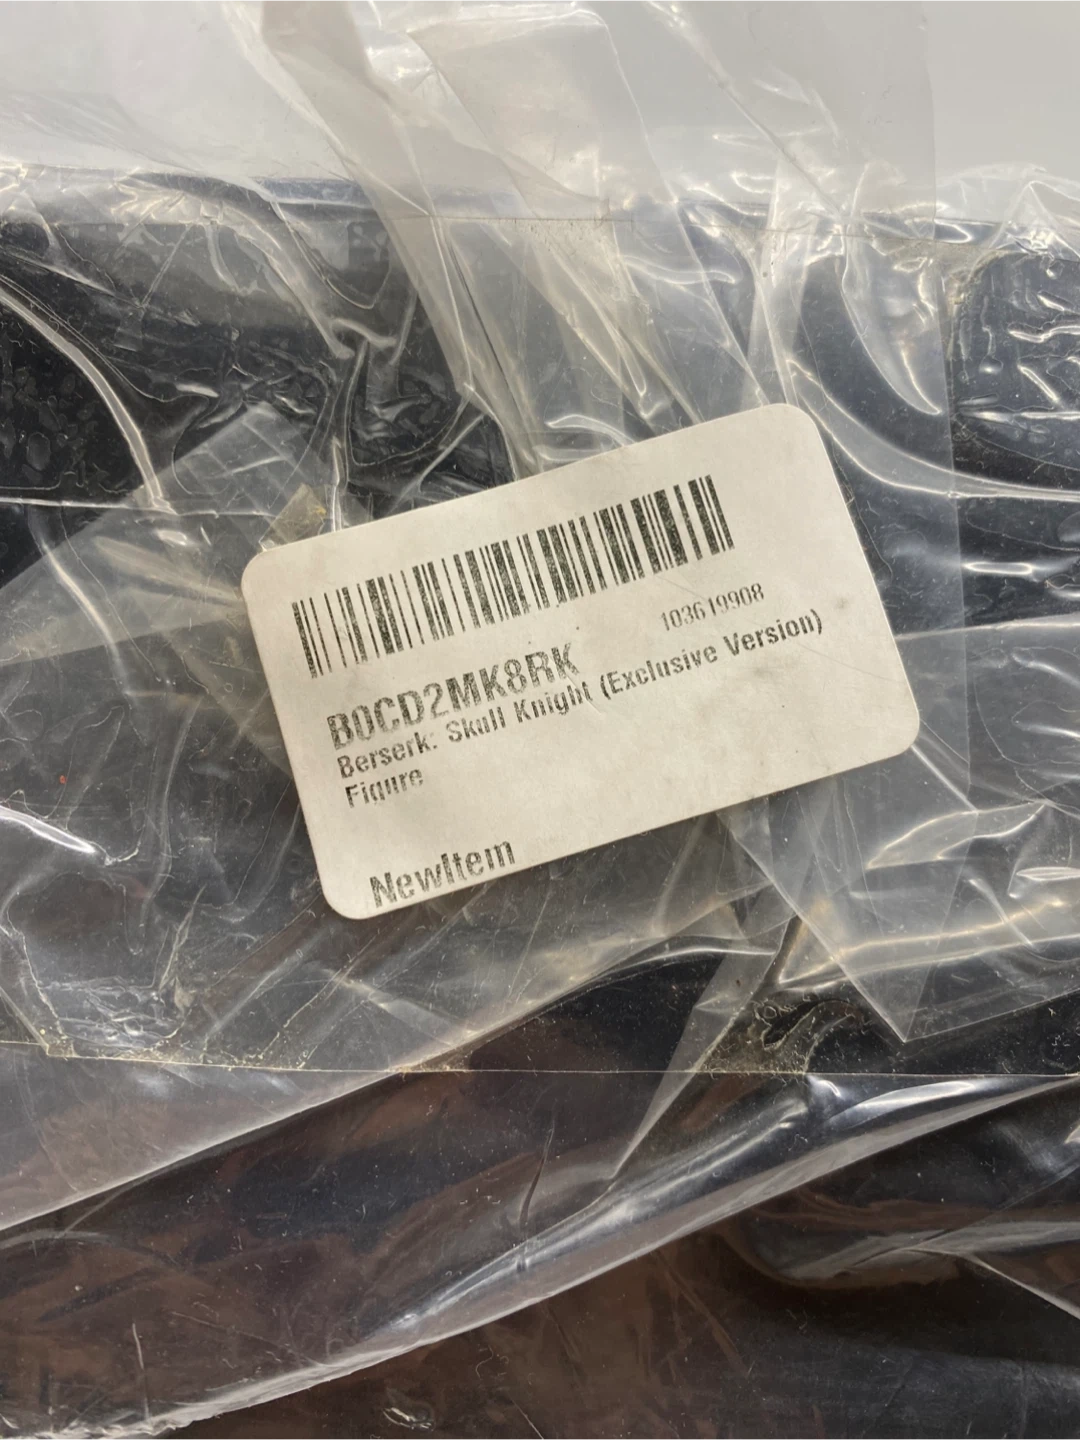 103619908
B0CD2MK8RK
Berserk: Skull Knight (Exclusive Version)
Figure
NewItem